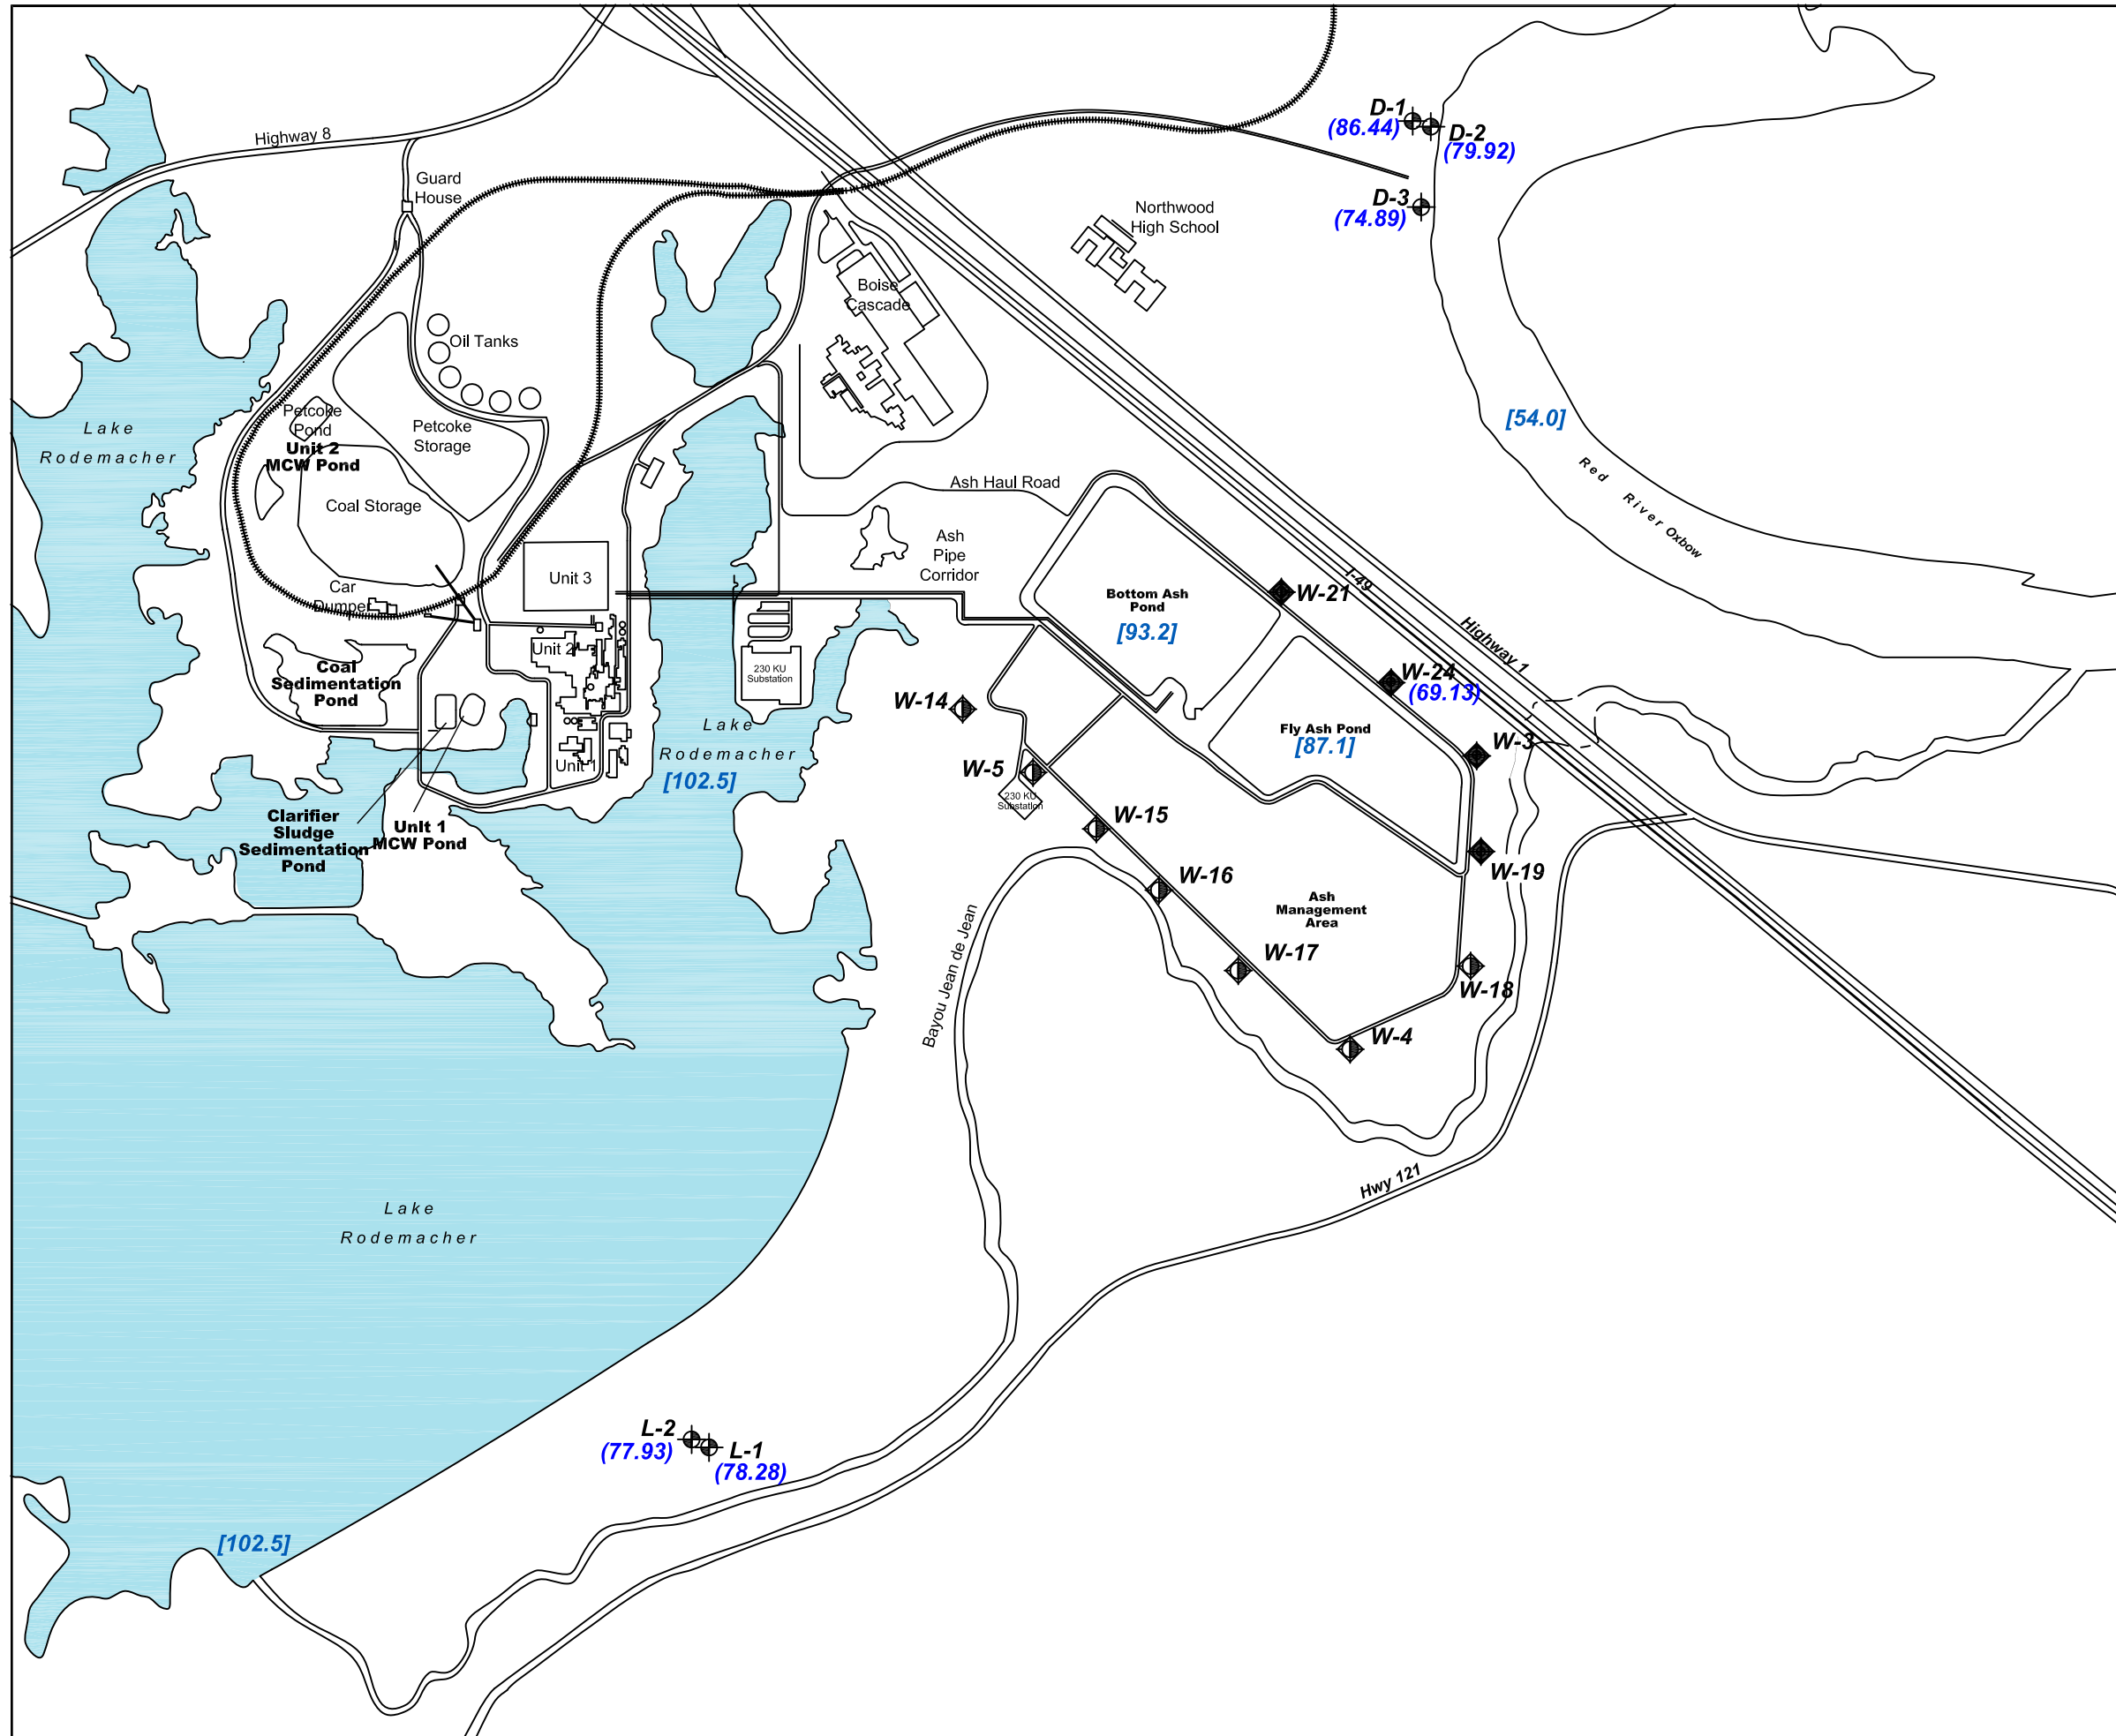 Highway 8
Guard
House
D-1
(86.44)
D-2
(79.92)
D-3
(74.89)
Northwood
High School
Boise
Cascade
Oil Tanks
Petcoke
Pond
Unit 2
MCW Pond
Petcoke
Storage
Coal Storage
Lake
Rodemacher
[54.0]
Red River Oxbow
Ash Haul Road
Ash
Pipe
Corridor
Unit 3
Car
Dumper
Bottom Ash
Pond
[93.2]
W-21
I-49
Highway 1
Unit 2
Coal
Sedimentation
Pond
230 KU
Substation
W-14
W-24
(69.13)
Lake
Rodemacher
[102.5]
Fly Ash Pond
[87.1]
W-3
Unit 1
W-5
230 KU
Substation
Clarifier
Sludge
Sedimentation
Pond
Unit 1
MCW Pond
W-15
W-16
W-19
Ash
Management
Area
Bayou Jean de Jean
W-17
W-18
W-4
Hwy 121
Lake
Rodemacher
L-2
(77.93)
L-1
(78.28)
[102.5]